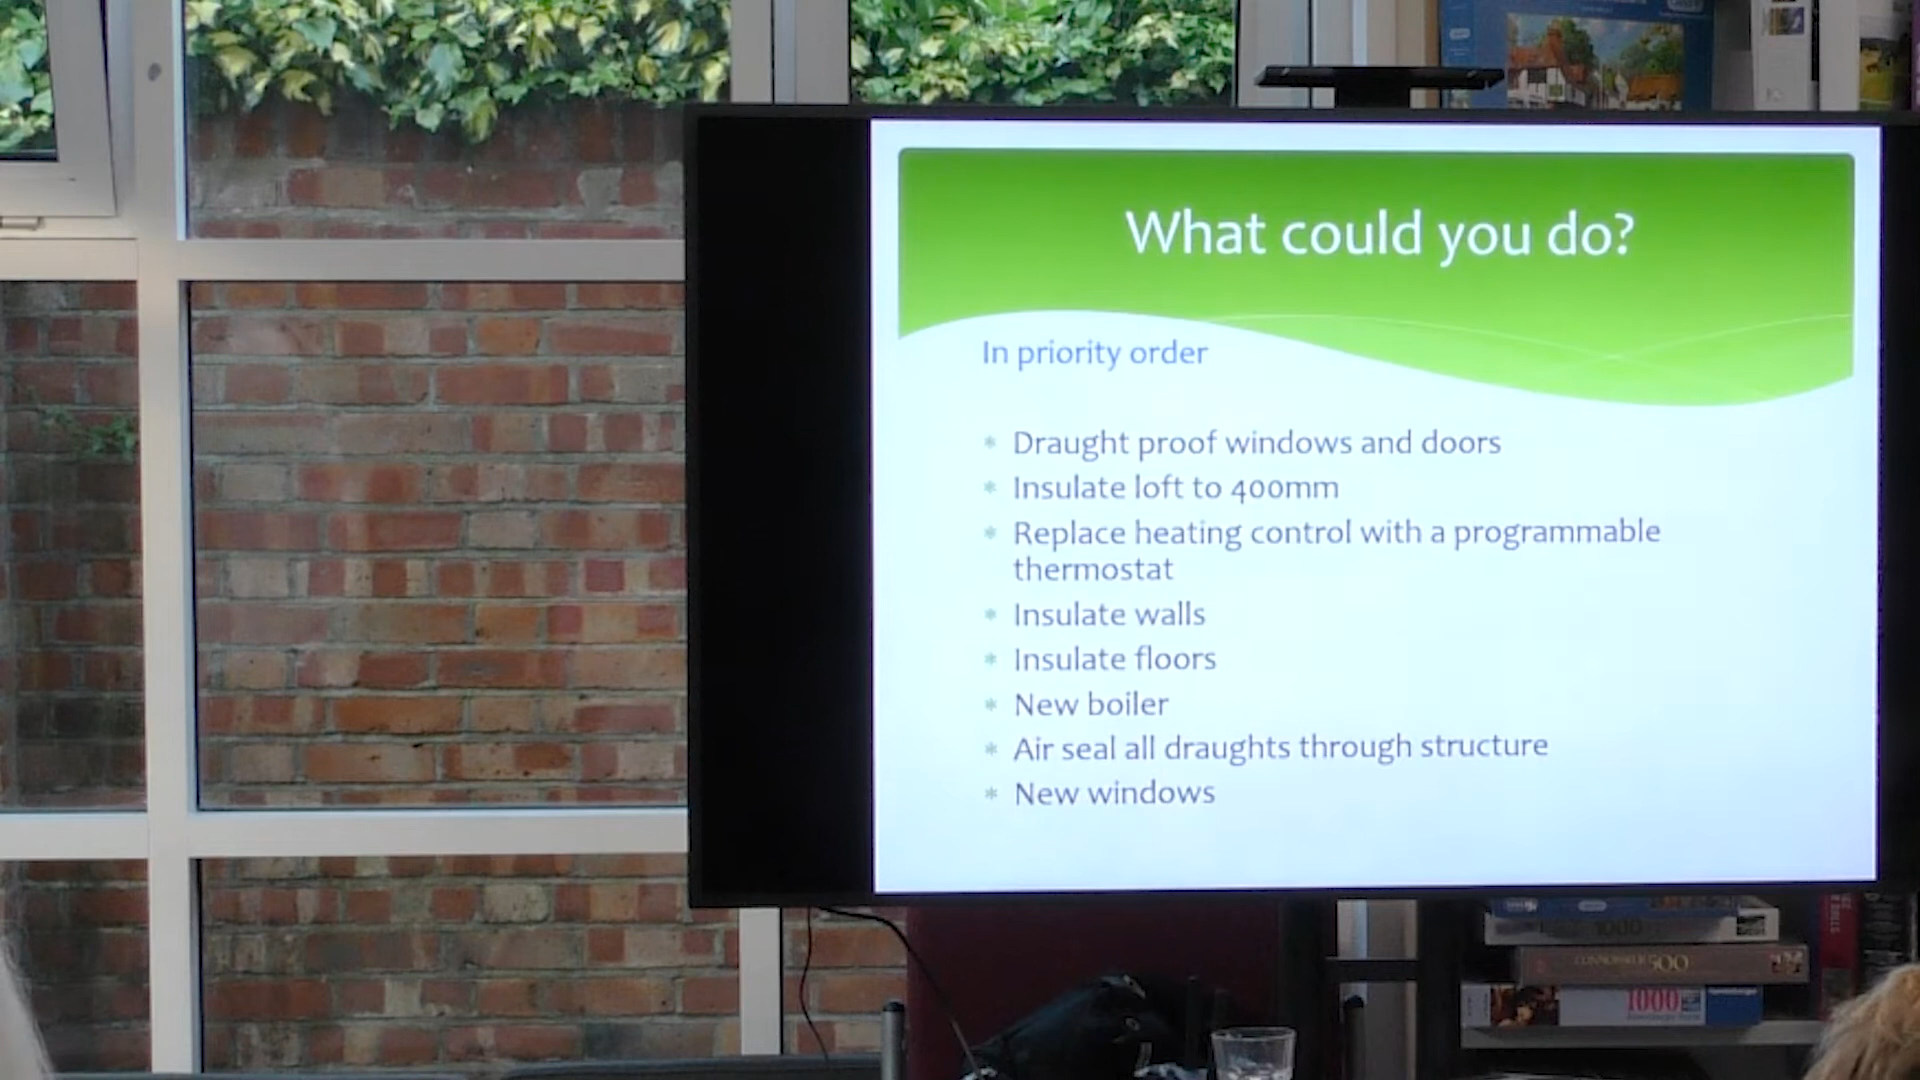 What could you do?
In priority order
* Draught proof windows and doors
* Insulate loft to 400mm
* Replace heating control with a programmable
thermostat
* Insulate walls
* Insulate floors
* New boiler
* Air seal all draughts through structure
* New windows
1000
500
1000